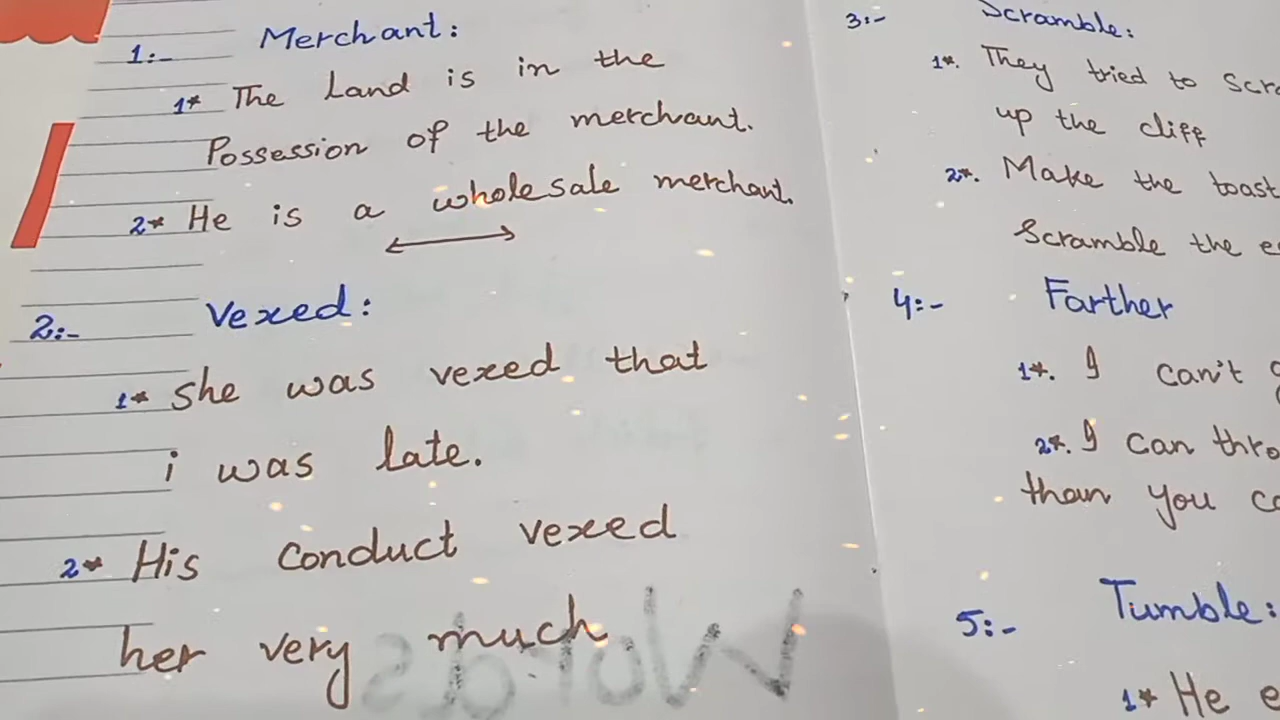 1:- Merchant:
1* The Land is in the
Possession of the merchant.
2* He is a wholesale merchant.
2:- Vexed:
1* She was vexed that
i was late.
2* His conduct vexed
her very much
Words
3:- Scramble:
1*. They tried to
up the cliff
2*. Make the toast
Scramble the
4:- Farther
1*. I can't
2*. I can
than you
5:- Tumble:
1* He